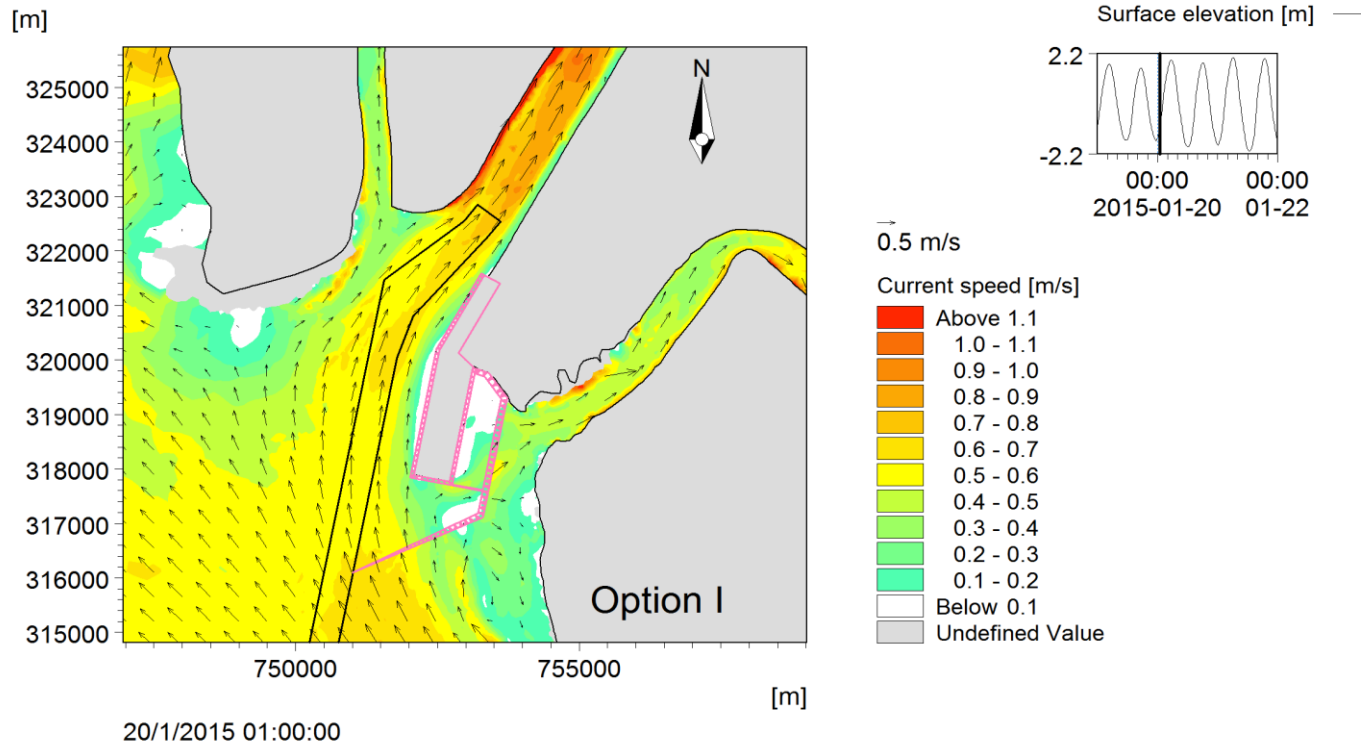 [m]
325000
324000
323000
322000
321000
320000
319000
318000
317000
316000
315000
750000
755000
[m]
20/1/2015 01:00:00
N
Option I
Surface elevation [m]
2.2
-2.2
00:00
00:00
2015-01-20
01-22
0.5 m/s
Current speed [m/s]
Above 1.1
1.0 - 1.1
0.9 - 1.0
0.8 - 0.9
0.7 - 0.8
0.6 - 0.7
0.5 - 0.6
0.4 - 0.5
0.3 - 0.4
0.2 - 0.3
0.1 - 0.2
Below 0.1
Undefined Value